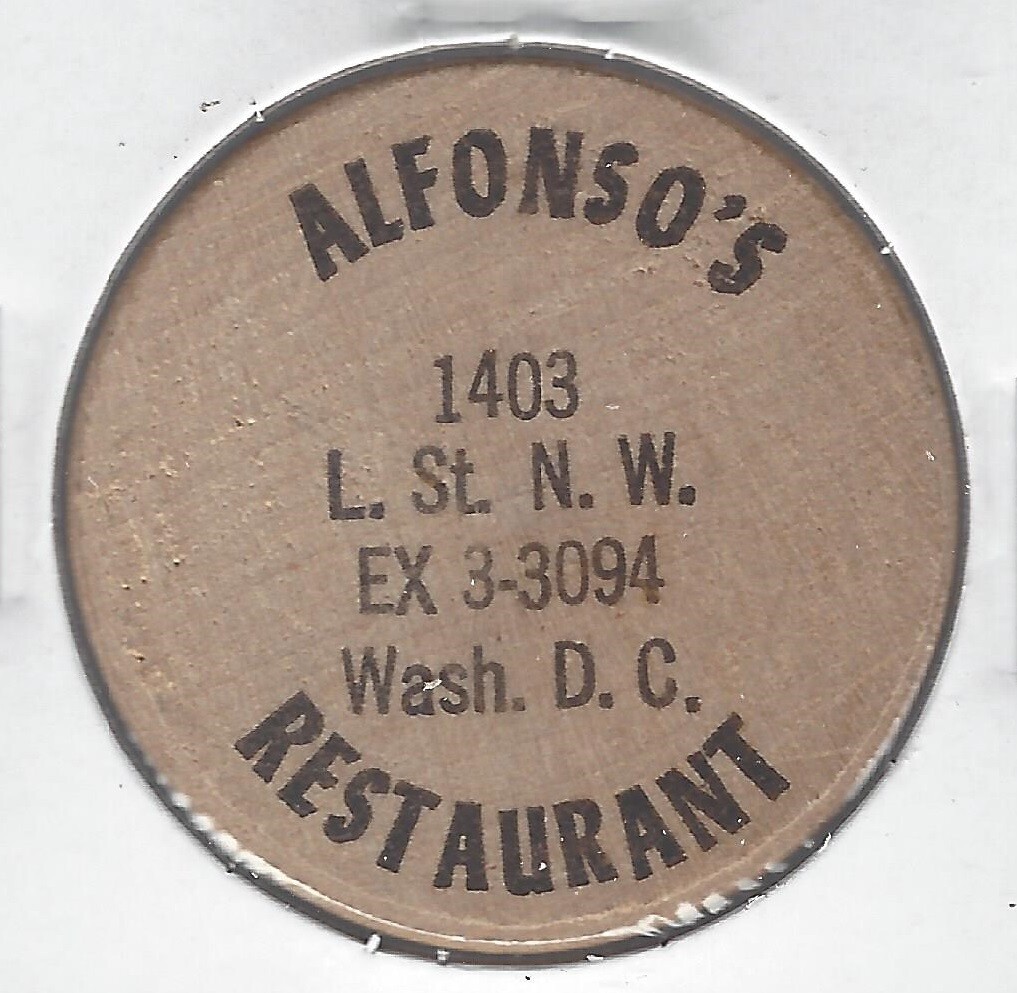 ALFONSO'S
1403
L. St. N. W.
EX 3-3094
Wash. D. C.
RESTAURANT